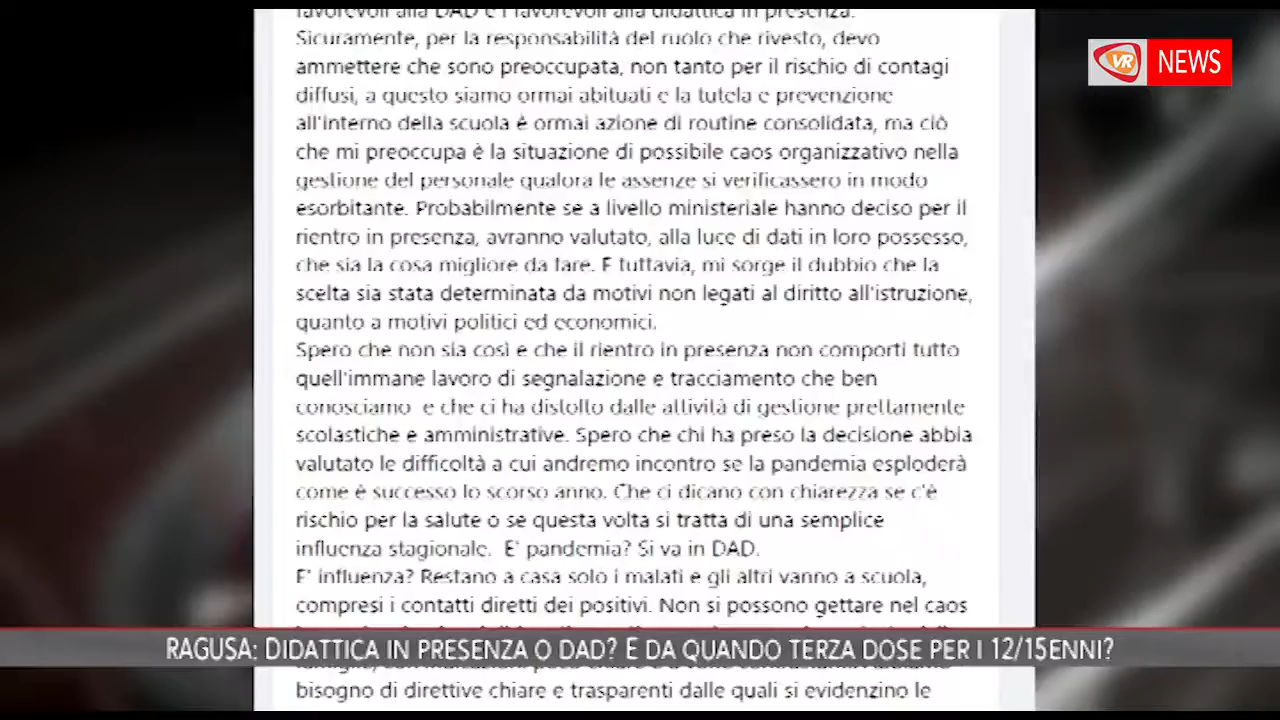 favorevoli alla DAD e i favorevoli alla didattica in presenza.
Sicuramente, per la responsabilità del ruolo che rivesto, devo
ammettere che sono preoccupata, non tanto per il rischio di contagi
diffusi, a questo siamo ormai abituati e la tutela e prevenzione
all'interno della scuola è ormai azione di routine consolidata, ma ciò
che mi preoccupa è la situazione di possibile caos organizzativo nella
gestione del personale qualora le assenze si verificassero in modo
esorbitante. Probabilmente se a livello ministeriale hanno deciso per il
rientro in presenza, avranno valutato, alla luce di dati in loro possesso,
che sia la cosa migliore da fare. E tuttavia, mi sorge il dubbio che la
scelta sia stata determinata da motivi non legati al diritto all'istruzione,
quanto a motivi politici ed economici.
Spero che non sia così e che il rientro in presenza non comporti tutto
quell'immane lavoro di segnalazione e tracciamento che ben
conosciamo e che ci ha distolto dalle attività di gestione prettamente
scolastiche e amministrative. Spero che chi ha preso la decisione abbia
valutato le difficoltà a cui andremo incontro se la pandemia esploderà
come è successo lo scorso anno. Che ci dicano con chiarezza se c'è
rischio per la salute o se questa volta si tratta di una semplice
influenza stagionale. E' pandemia? Si va in DAD.
E' influenza? Restano a casa solo i malati e gli altri vanno a scuola,
compresi i contatti diretti dei positivi. Non si possono gettare nel caos
bisogno di direttive chiare e trasparenti dalle quali si evidenzino le
VR NEWS
RAGUSA: DIDATTICA IN PRESENZA O DAD? E DA QUANDO TERZA DOSE PER I 12/15ENNI?